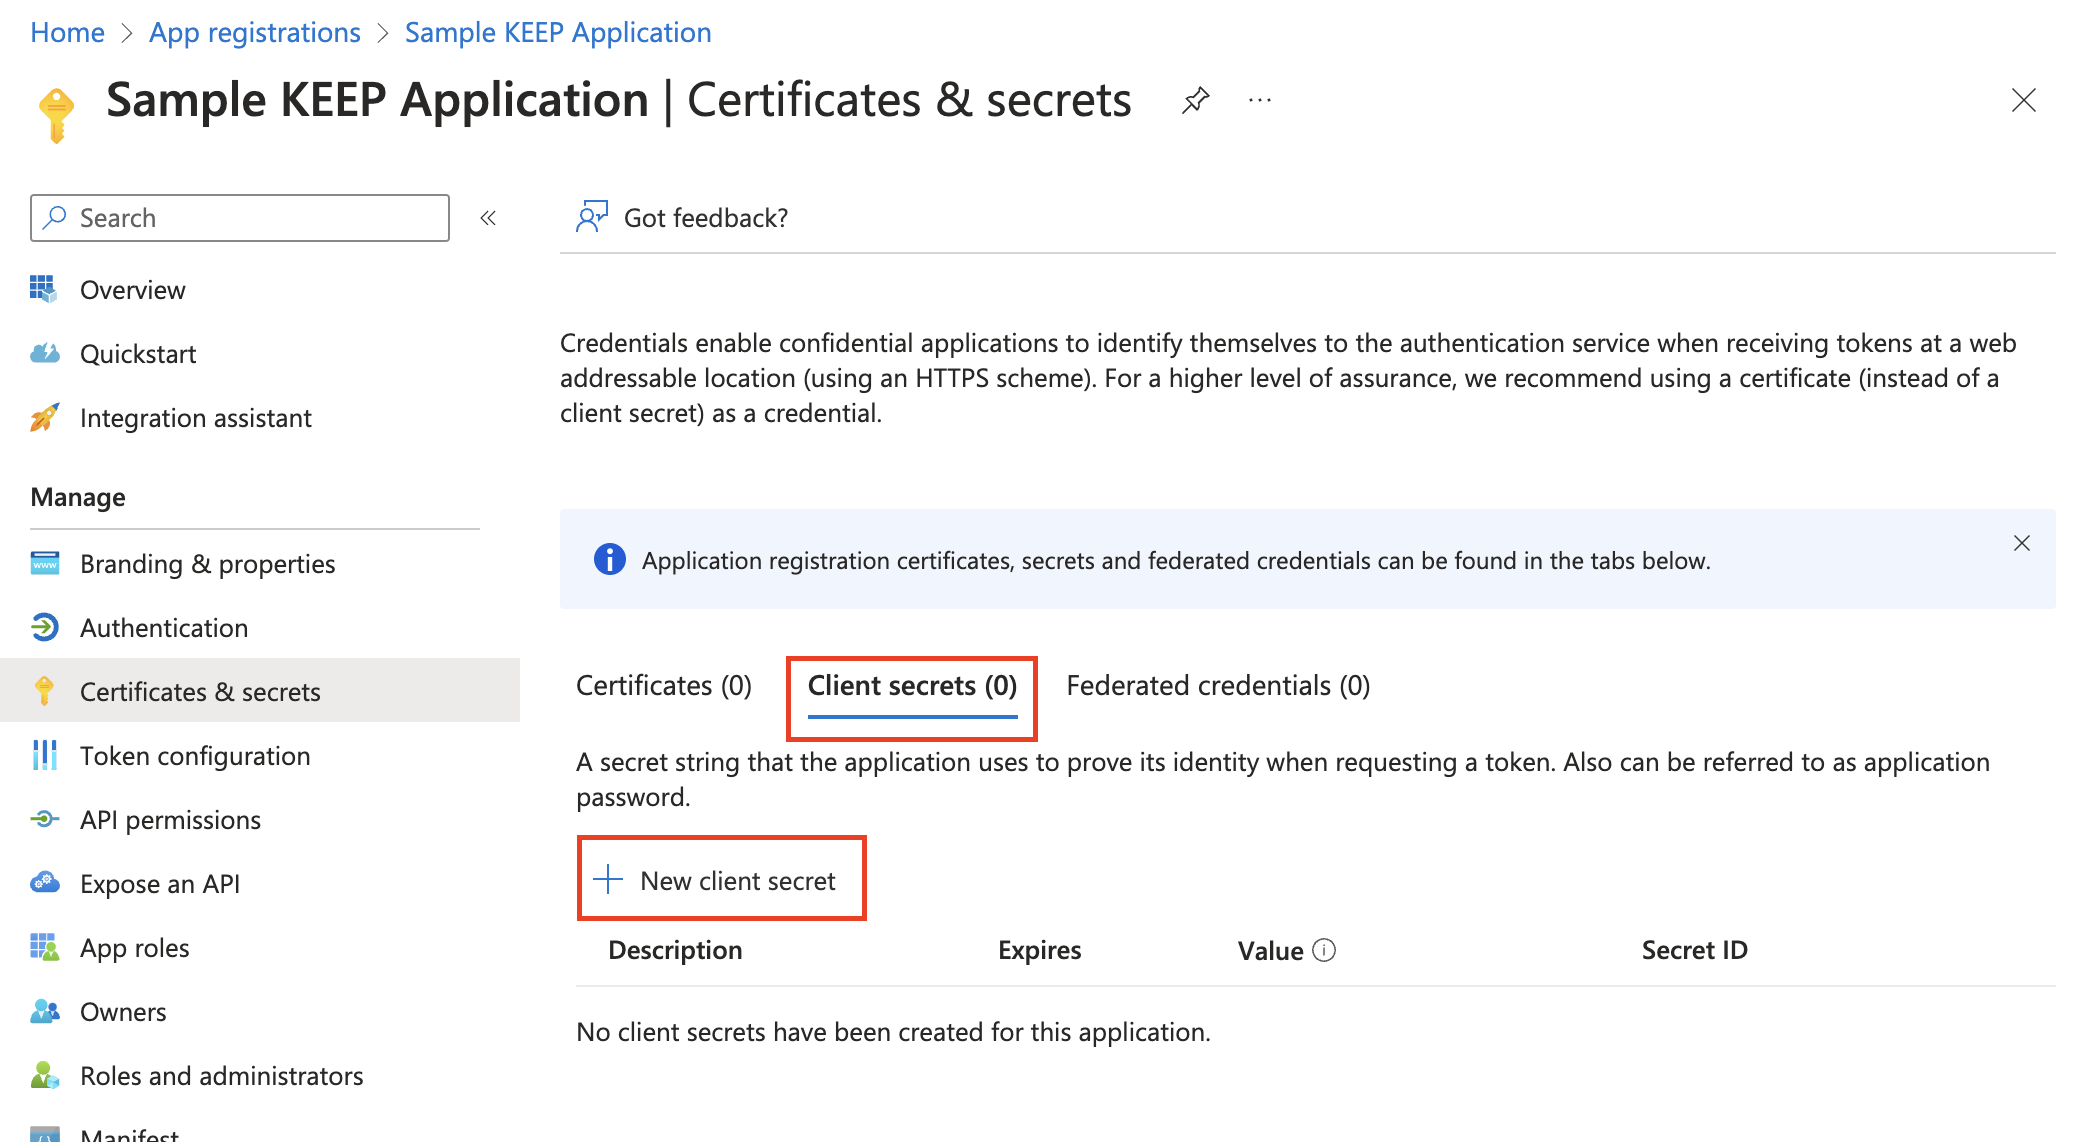 Home > App registrations > Sample KEEP Application
Sample KEEP Application | Certificates & secrets
Search
Overview
Quickstart
Integration assistant
Manage
Branding & properties
Authentication
Certificates & secrets
Token configuration
API permissions
Expose an API
App roles
Owners
Roles and administrators
Manifest
Got feedback?
Credentials enable confidential applications to identify themselves to the authentication service when receiving tokens at a web
addressable location (using an HTTPS scheme). For a higher level of assurance, we recommend using a certificate (instead of a
client secret) as a credential.
Application registration certificates, secrets and federated credentials can be found in the tabs below.
Certificates (0) Client secrets (0) Federated credentials (0)
A secret string that the application uses to prove its identity when requesting a token. Also can be referred to as application
password.
New client secret
Description Expires Value Secret ID
No client secrets have been created for this application.